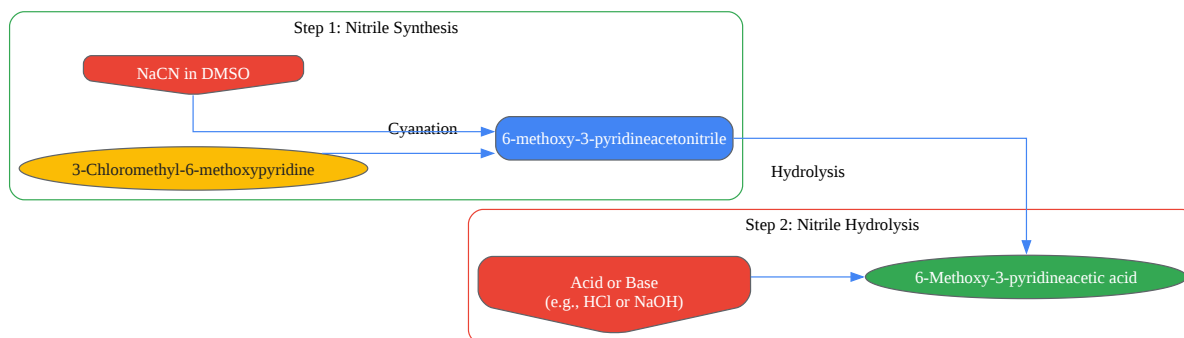 Step 1: Nitrile Synthesis
NaCN in DMSO
Cyanation
6-methoxy-3-pyridineacetonitrile
3-Chloromethyl-6-methoxypyridine
Hydrolysis
Step 2: Nitrile Hydrolysis
Acid or Base
(e.g., HCl or NaOH)
6-Methoxy-3-pyridineacetic acid